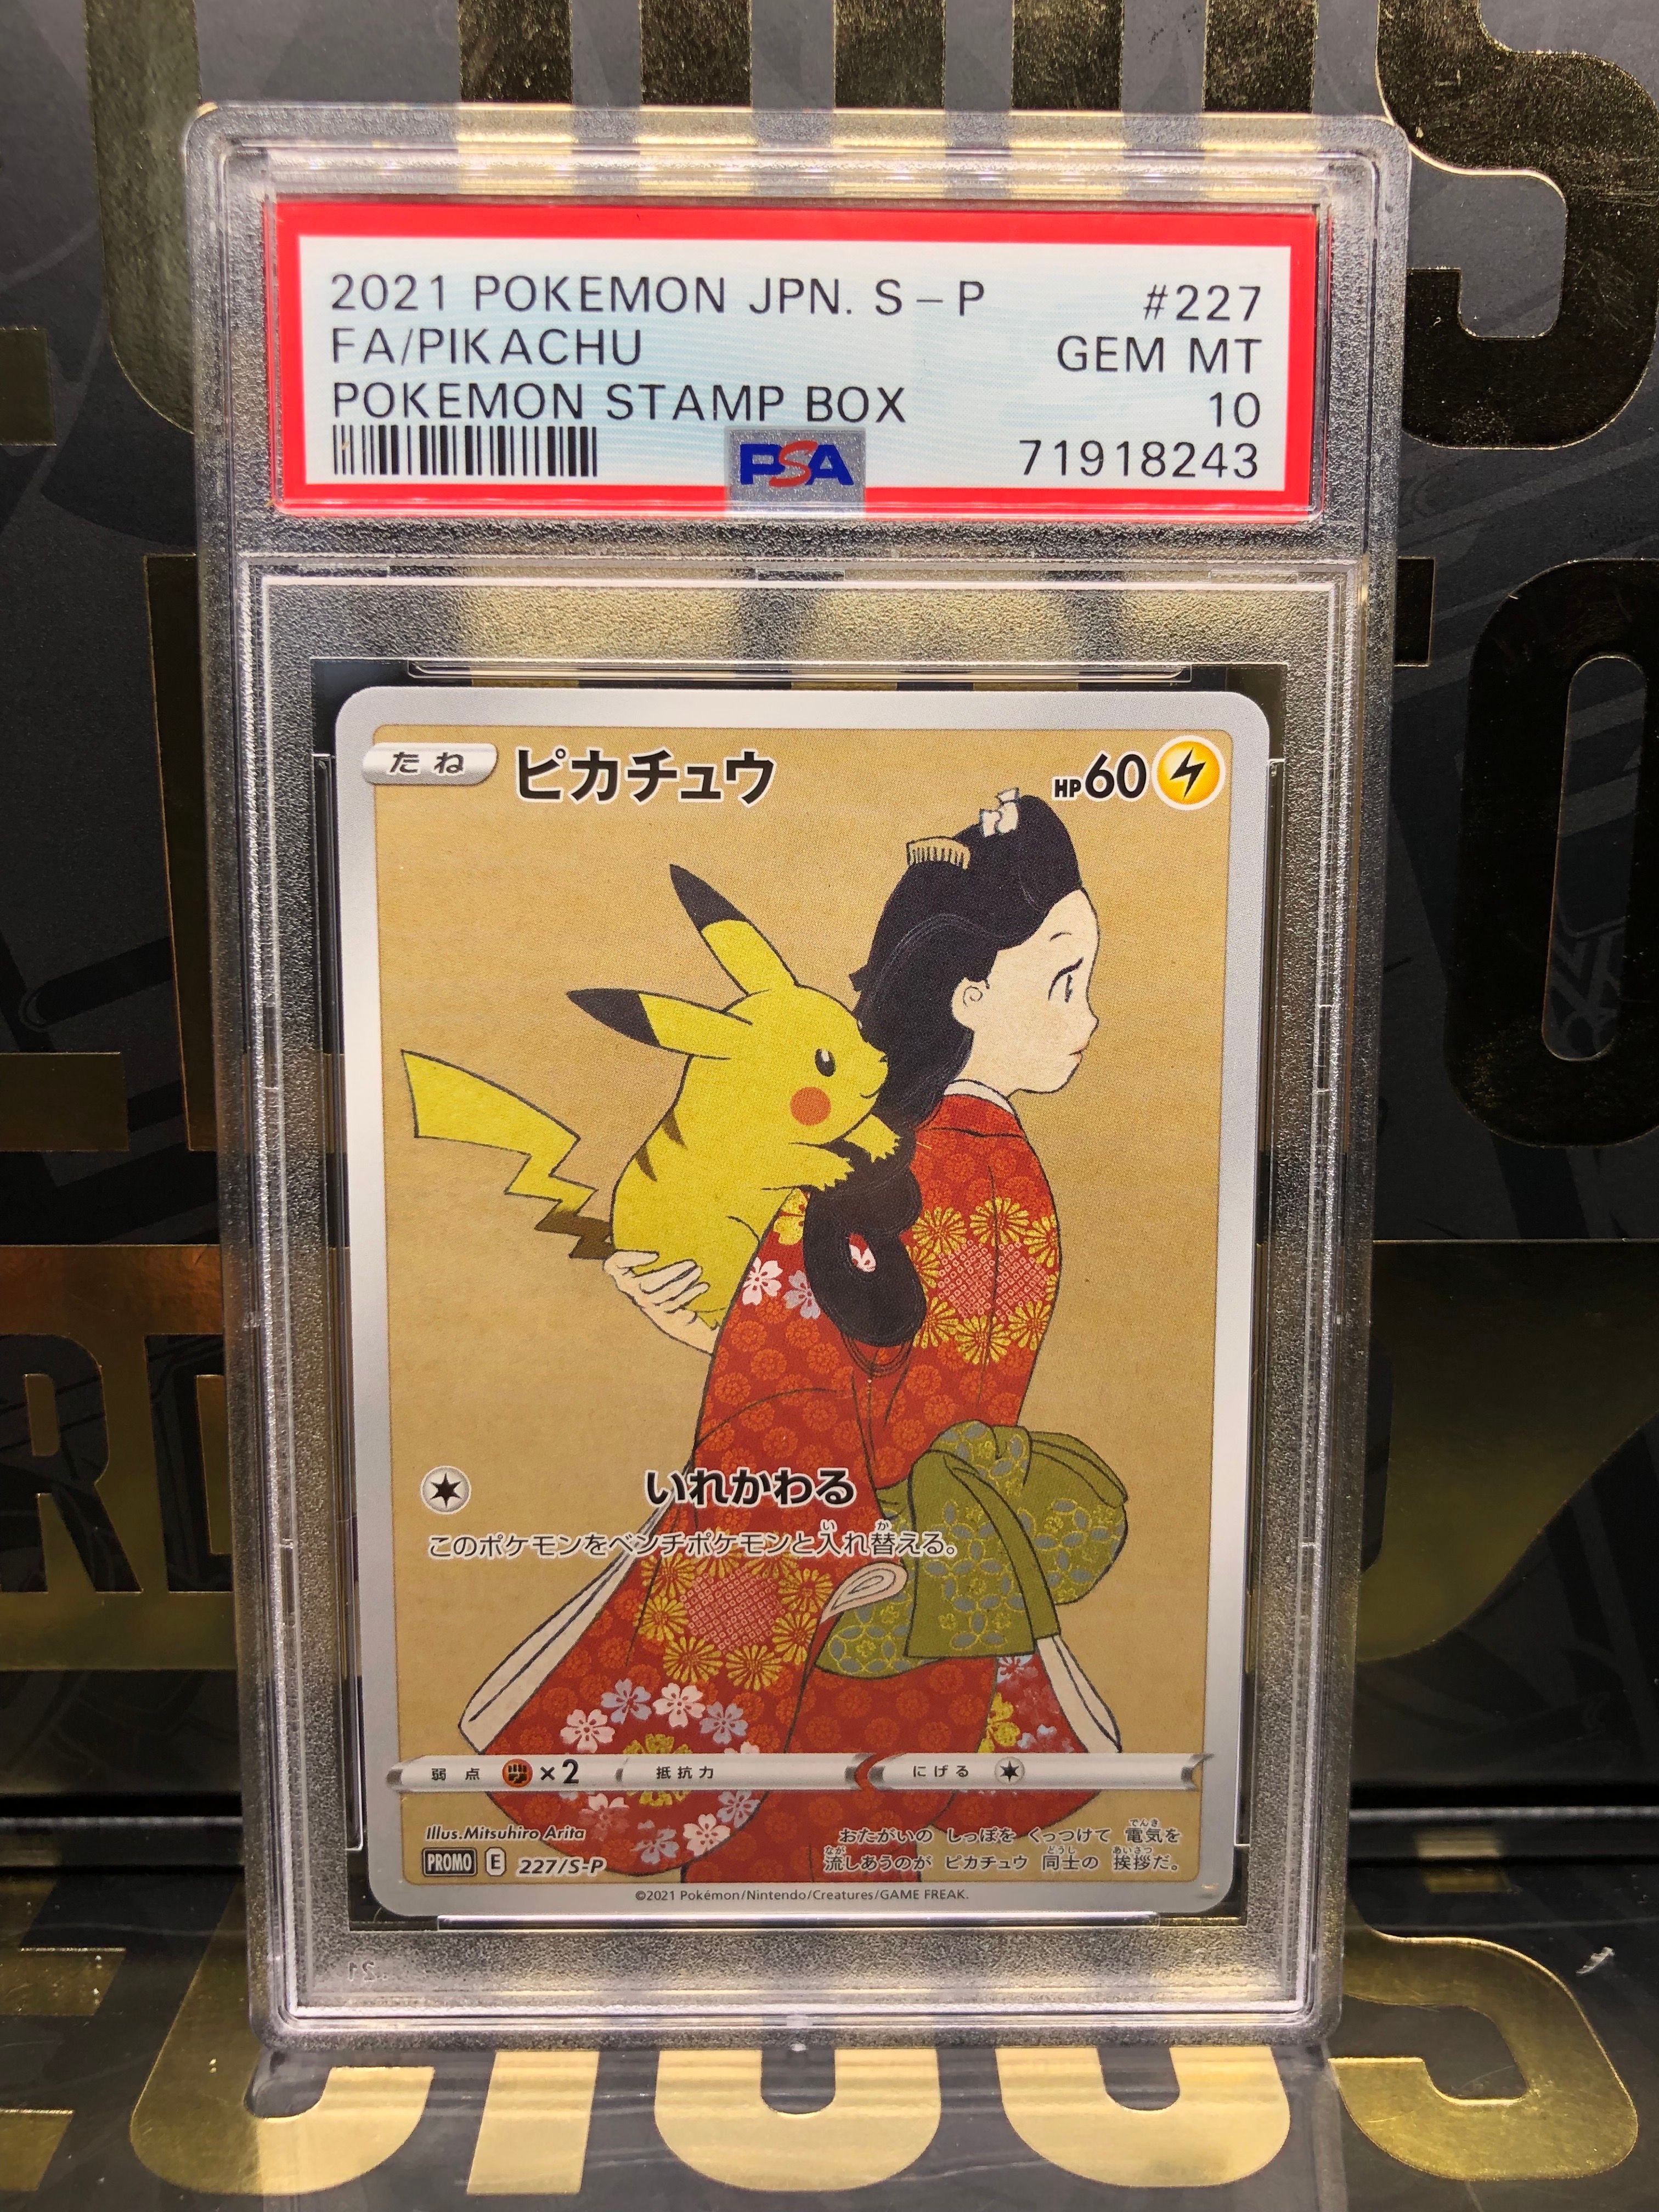 2021 POKEMON JPN. S-P #227
FA/PIKACHU GEM MT
POKEMON STAMP BOX 10
PSA 71918243
たね ピカチュウ HP60
いれかわる
このポケモンをベンチポケモンと入れ替える。
弱点 ×2 抵抗力 にげる
Illus.Mitsuhiro Arita
おたがいの しっぽを くっつけて 電気を
流しあうのが ピカチュウ 同士の 挨拶だ。
PROMO E 227/S-P
©2021 Pokémon/Nintendo/Creatures/GAME FREAK.